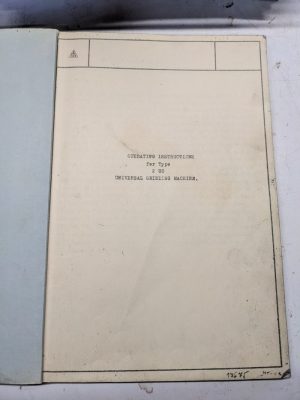 OPERATING INSTRUCTIONS
for Type
UNIVERSAL GRINDING MACHINE.